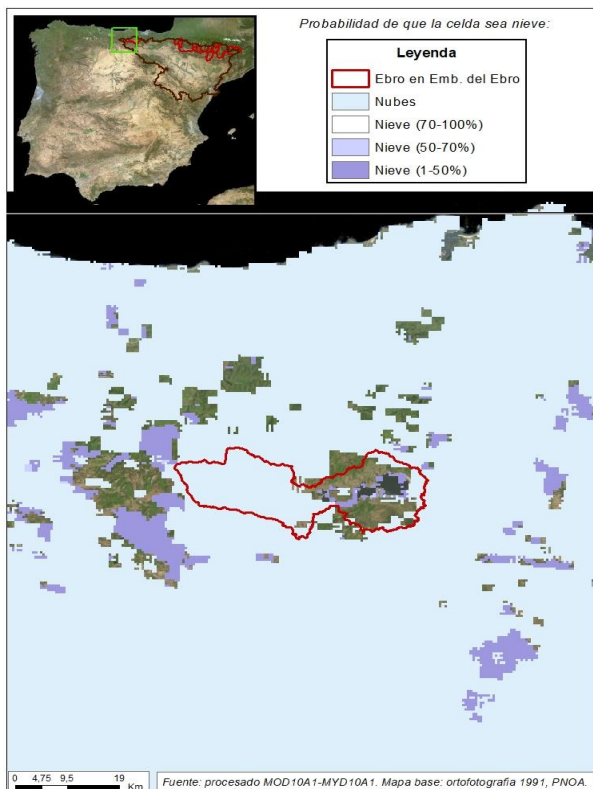 Probabilidad de que la celda sea nieve:
Leyenda
Ebro en Emb. del Ebro
Nubes
Nieve (70-100%)
Nieve (50-70%)
Nieve (1-50%)
0 4,75 9,5 19
Km
Fuente: procesado MOD10A1-MYD10A1. Mapa base: ortofotografía 1991, PNOA.